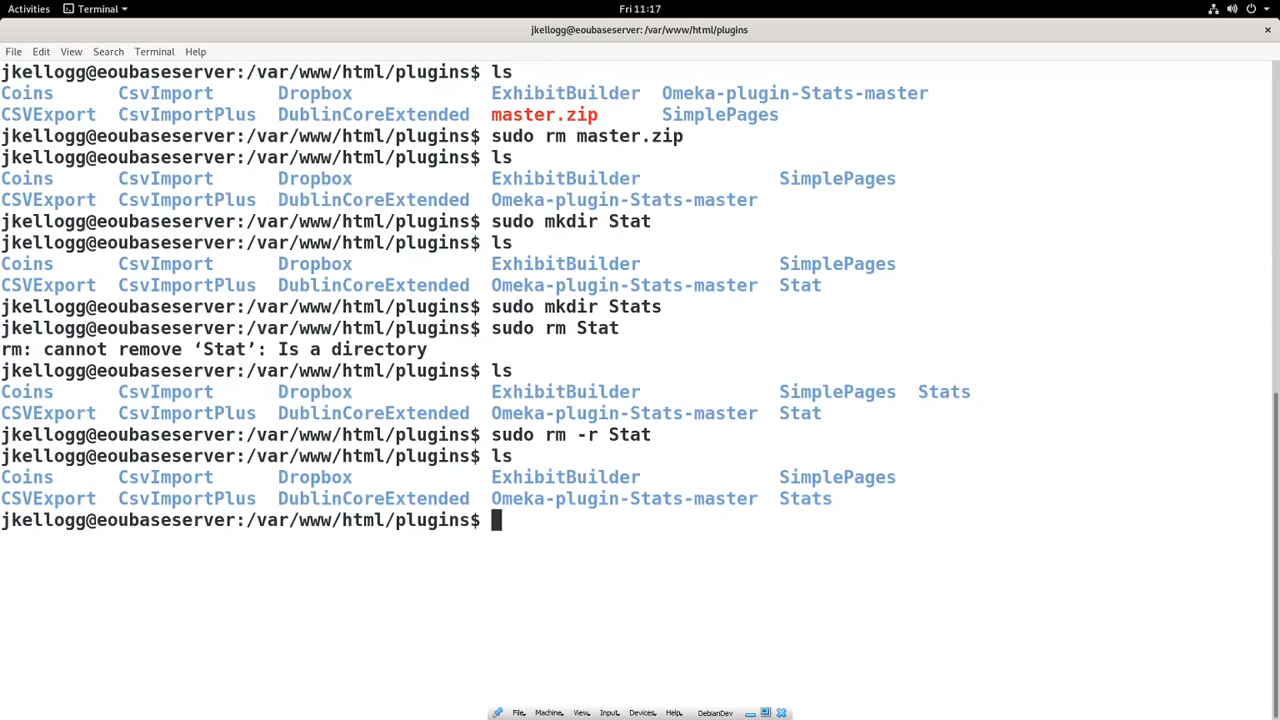 Activities Terminal Fri 11:17
jkellogg@eoubaseserver: /var/www/html/plugins
File Edit View Search Terminal Help
jkellogg@eoubaseserver:/var/www/html/plugins$ ls
Coins CsvImport Dropbox ExhibitBuilder Omeka-plugin-Stats-master
CSVExport CsvImportPlus DublinCoreExtended master.zip SimplePages
jkellogg@eoubaseserver:/var/www/html/plugins$ sudo rm master.zip
jkellogg@eoubaseserver:/var/www/html/plugins$ ls
Coins CsvImport Dropbox ExhibitBuilder SimplePages
CSVExport CsvImportPlus DublinCoreExtended Omeka-plugin-Stats-master
jkellogg@eoubaseserver:/var/www/html/plugins$ sudo mkdir Stat
jkellogg@eoubaseserver:/var/www/html/plugins$ ls
Coins CsvImport Dropbox ExhibitBuilder SimplePages
CSVExport CsvImportPlus DublinCoreExtended Omeka-plugin-Stats-master Stat
jkellogg@eoubaseserver:/var/www/html/plugins$ sudo mkdir Stats
jkellogg@eoubaseserver:/var/www/html/plugins$ sudo rm Stat
rm: cannot remove ‘Stat’: Is a directory
jkellogg@eoubaseserver:/var/www/html/plugins$ ls
Coins CsvImport Dropbox ExhibitBuilder SimplePages Stats
CSVExport CsvImportPlus DublinCoreExtended Omeka-plugin-Stats-master Stat
jkellogg@eoubaseserver:/var/www/html/plugins$ sudo rm -r Stat
jkellogg@eoubaseserver:/var/www/html/plugins$ ls
Coins CsvImport Dropbox ExhibitBuilder SimplePages
CSVExport CsvImportPlus DublinCoreExtended Omeka-plugin-Stats-master Stats
jkellogg@eoubaseserver:/var/www/html/plugins$
File Machine View Input Devices Help DebianDev